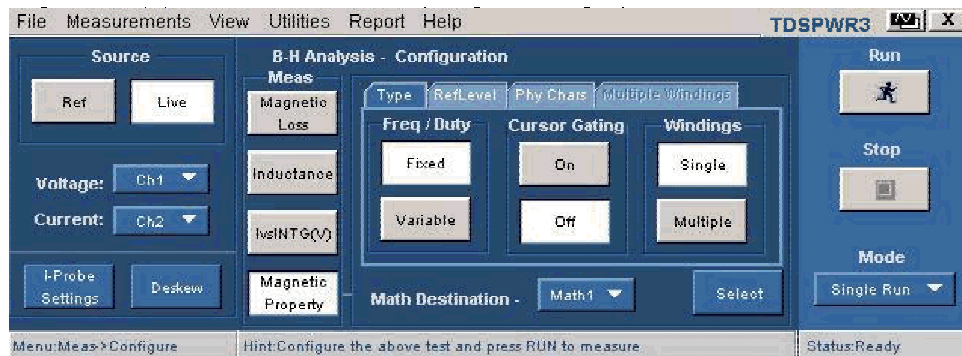 File Measurements View Utilities Report Help
TDSPWR3
X
Source
Ref Live
Voltage: Ch1
Current: Ch2
I-Probe Settings
Deskew
B-H Analysis - Configuration
Meas
Magnetic Loss
Inductance
IvsINTG(V)
Magnetic Property
Type RefLevel Phy Chars Multiple Windings
Freq / Duty Cursor Gating Windings
Fixed On Single
Variable Off Multiple
Math Destination - Math1
Select
Run
Stop
Mode
Single Run
Menu:Meas>Configure
Hint:Configure the above test and press RUN to measure
Status:Ready